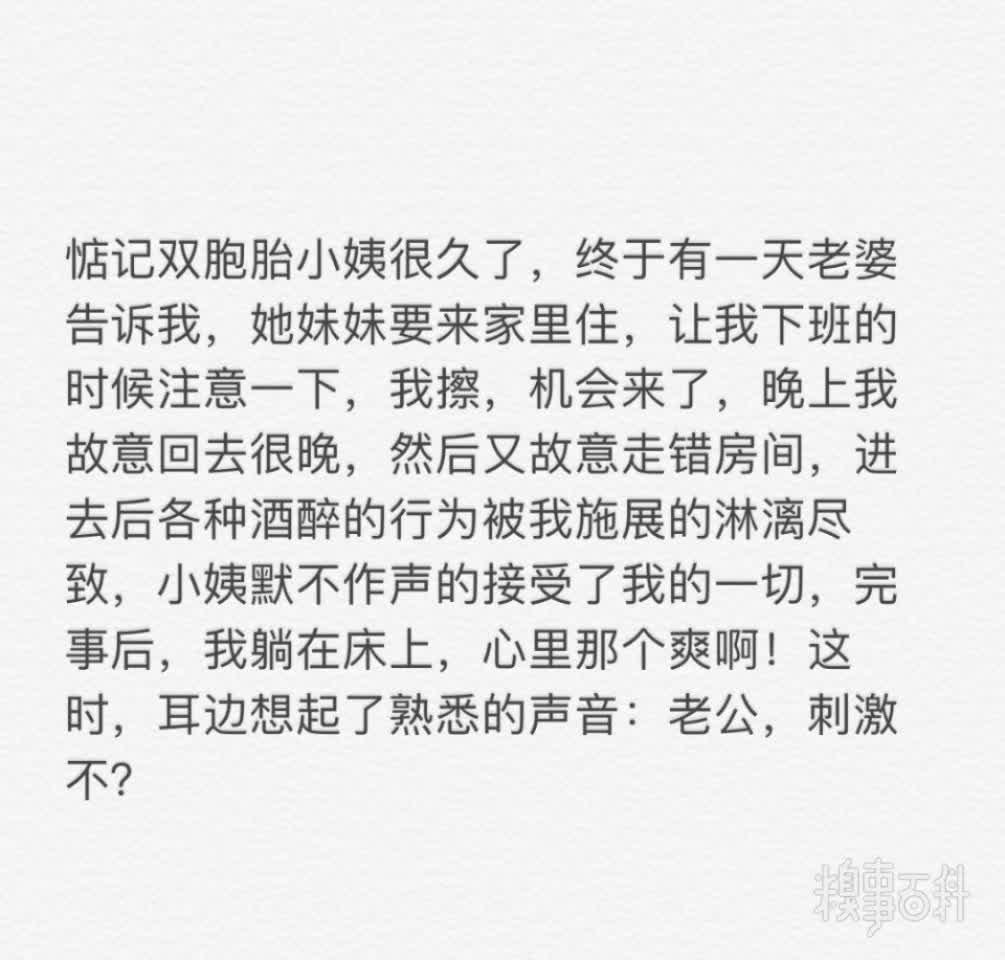 惦记双胞胎小姨很久了，终于有一天老婆
告诉我，她妹妹要来家里住，让我下班的
时候注意一下，我擦，机会来了，晚上我
故意回去很晚，然后又故意走错房间，进
去后各种酒醉的行为被我施展的淋漓尽
致，小姨默不作声的接受了我的一切，完
事后，我躺在床上，心里那个爽啊！这
时，耳边想起了熟悉的声音：老公，刺激
不？
糗事百科